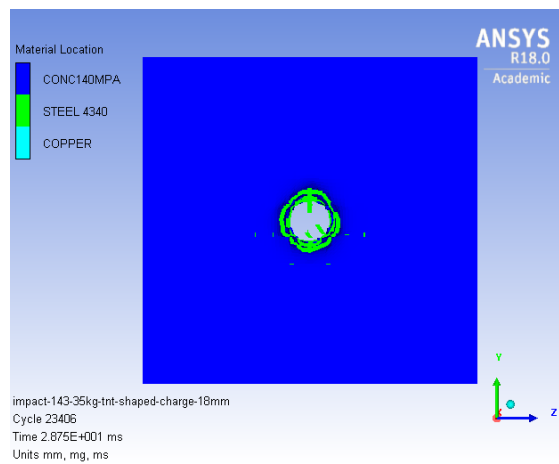 ANSYS
R18.0
Academic
Material Location
CONC140MPA
STEEL 4340
COPPER
Y
Z
impact-143-35kg-tnt-shaped-charge-18mm
Cycle 23406
Time 2.875E+001 ms
Units mm, mg, ms